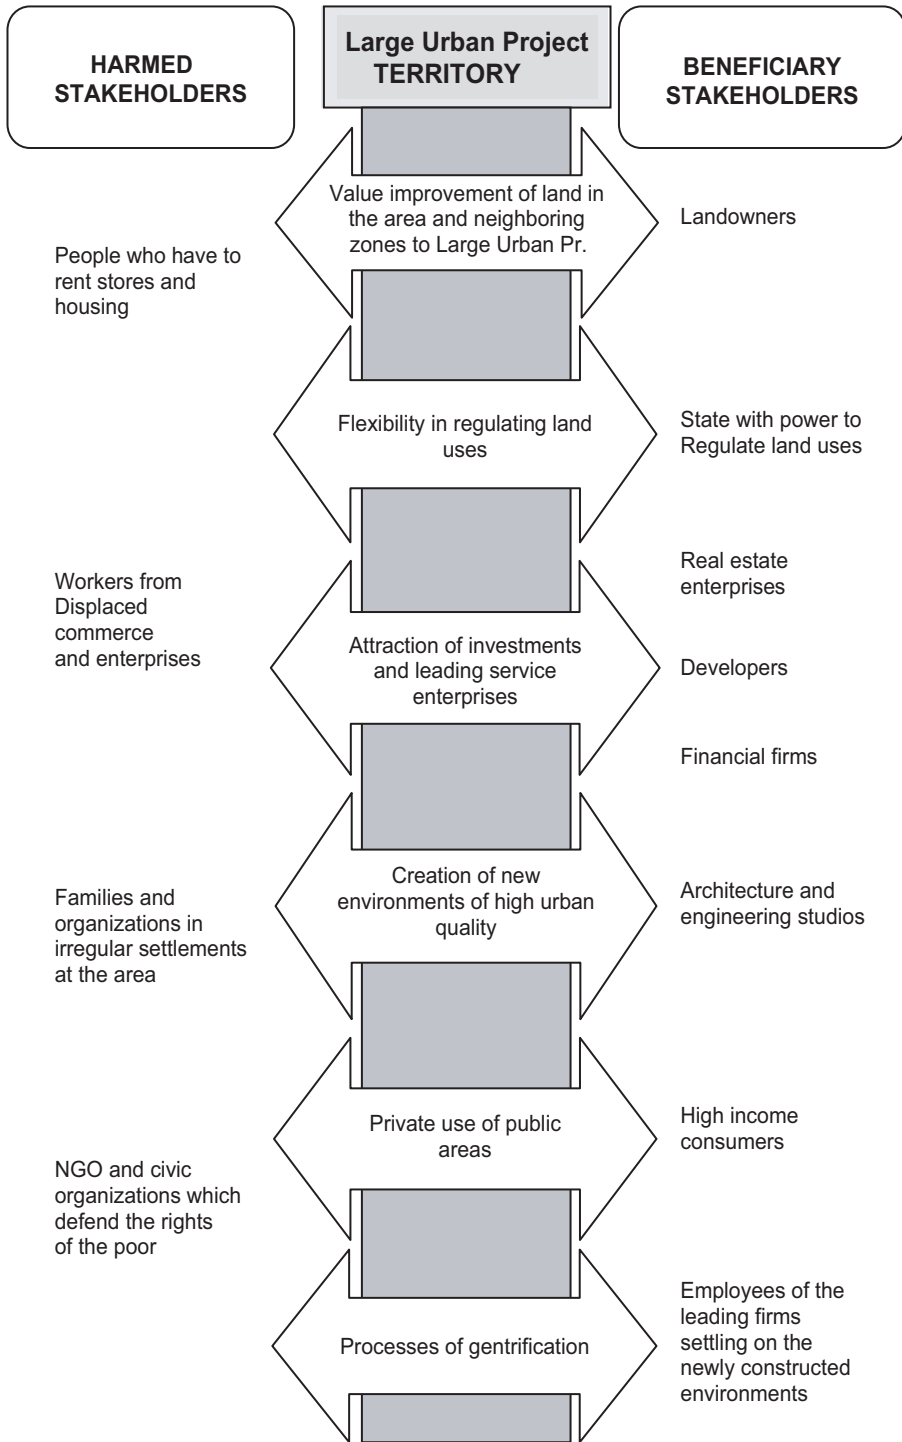 HARMED
STAKEHOLDERS
Large Urban Project
TERRITORY
BENEFICIARY
STAKEHOLDERS
Value improvement of land in
the area and neighboring
zones to Large Urban Pr.
Landowners
People who have to
rent stores and
housing
Flexibility in regulating land
uses
State with power to
Regulate land uses
Real estate
enterprises
Workers from
Displaced
commerce
and enterprises
Attraction of investments
and leading service
enterprises
Developers
Financial firms
Families and
organizations in
irregular settlements
at the area
Creation of new
environments of high urban
quality
Architecture and
engineering studios
Private use of public
areas
High income
consumers
NGO and civic
organizations which
defend the rights
of the poor
Processes of gentrification
Employees of the
leading firms
settling on the
newly constructed
environments